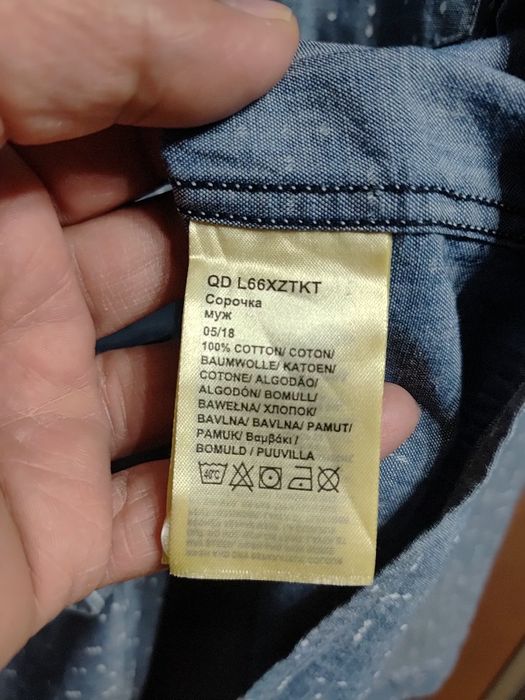 QD L66XZTKT
Сорочка
муж
05/18
100% COTTON/ COTON/
BAUMWOLLE/ KATOEN/
COTONE/ ALGODÃO/
ALGODÓN/ BOMULL/
BAWEŁNA/ ХЛОПОК/
BAVLNA/ BAVLNA/ PAMUT/
PAMUK/ Βαμβάκι /
BOMULD / PUUVILLA
40°C